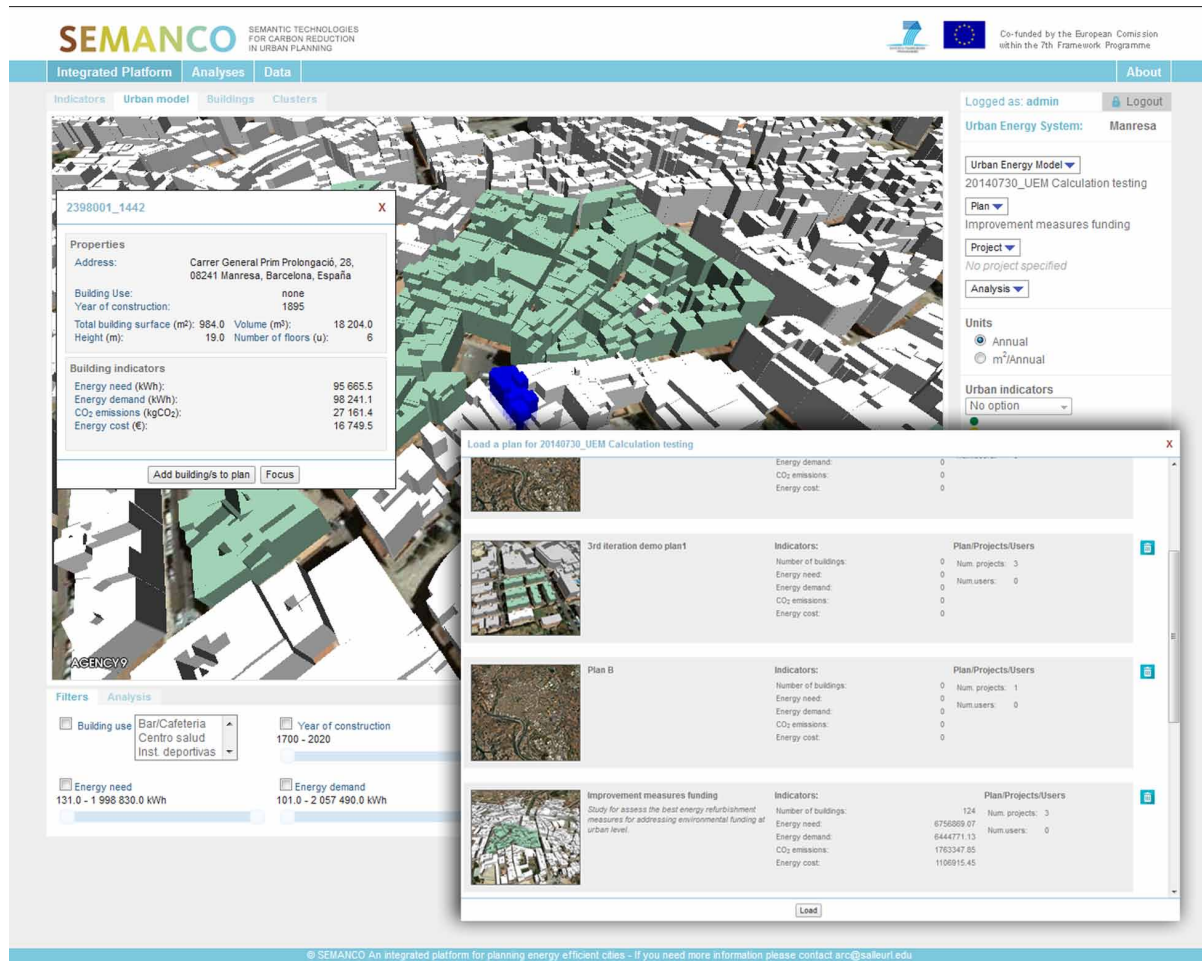 SEMANCO
SEMANTIC TECHNOLOGIES
FOR CARBON REDUCTION
IN URBAN PLANNING
Co-funded by the European Comission
within the 7th Framework Programme
Integrated Platform Analyses Data About
Indicators Urban model Buildings Clusters
Logged as: admin Logout
Urban Energy System: Manresa
Urban Energy Model
20140730_UEM Calculation testing
Plan
Improvement measures funding
Project
No project specified
Analysis
Units
Annual
m²/Annual
Urban indicators
No option
2398001_1442 X
Properties
Address: Carrer General Prim Prolongació, 28,
08241 Manresa, Barcelona, España
Building Use: none
Year of construction: 1895
Total building surface (m²): 984.0 Volume (m³): 18 204.0
Height (m): 19.0 Number of floors (u): 6
Building indicators
Energy need (kWh): 95 665.5
Energy demand (kWh): 98 241.1
CO₂ emissions (kgCO₂): 27 161.4
Energy cost (€): 16 749.5
Add building/s to plan Focus
AGENCY9
Filters Analysis
Building use Bar/Cafeteria
Centro salud
Inst. deportivas
Year of construction
1700 - 2020
Energy need
131.0 - 1 998 830.0 kWh
Energy demand
101.0 - 2 057 490.0 kWh
Load a plan for 20140730_UEM Calculation testing X
Energy demand: 0
CO₂ emissions: 0
Energy cost: 0
3rd iteration demo plan1 Indicators: Plan/Projects/Users
Number of buildings: 0 Num. projects: 3
Energy need: 0
Energy demand: 0 Num.users: 0
CO₂ emissions: 0
Energy cost: 0
Plan B Indicators: Plan/Projects/Users
Number of buildings: 0 Num. projects: 1
Energy need: 0
Energy demand: 0 Num.users: 0
CO₂ emissions: 0
Energy cost: 0
Improvement measures funding Indicators: Plan/Projects/Users
Study for assess the best energy refurbishment
measures for addressing environmental funding at
urban level.
Number of buildings: 124 Num. projects: 3
Energy need: 6756869.07
Energy demand: 6444771.13 Num.users: 0
CO₂ emissions: 1763347.85
Energy cost: 1106915.45
Load
© SEMANCO An integrated platform for planning energy efficient cities - If you need more information please contact arc@salleurl.edu